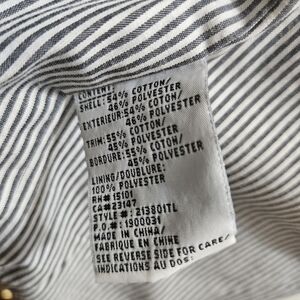 CONTENT:
SHELL: 54% COTTON/
46% POLYESTER
EXTERIEUR: 54% COTON/
46% POLYESTER
TRIM: 55% COTTON/
45% POLYESTER
BORDURE: 55% COTON/
45% POLYESTER
LINING/DOUBLURE:
100% POLYESTER
RN# 15101
CA# 23147
STYLE #: 213801TL
P.O. #: 1900031
MADE IN CHINA/
FABRIQUE EN CHINE
SEE REVERSE SIDE FOR CARE/
INDICATIONS AU DOS: